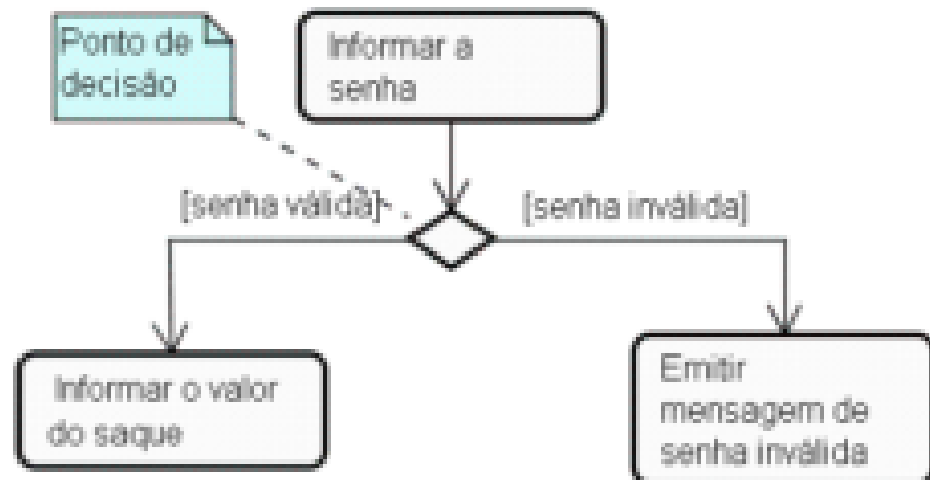 Ponto de
decisão
Informar a
senha
[senha válida]
[senha inválida]
Informar o valor
do saque
Emitir
mensagem de
senha inválida